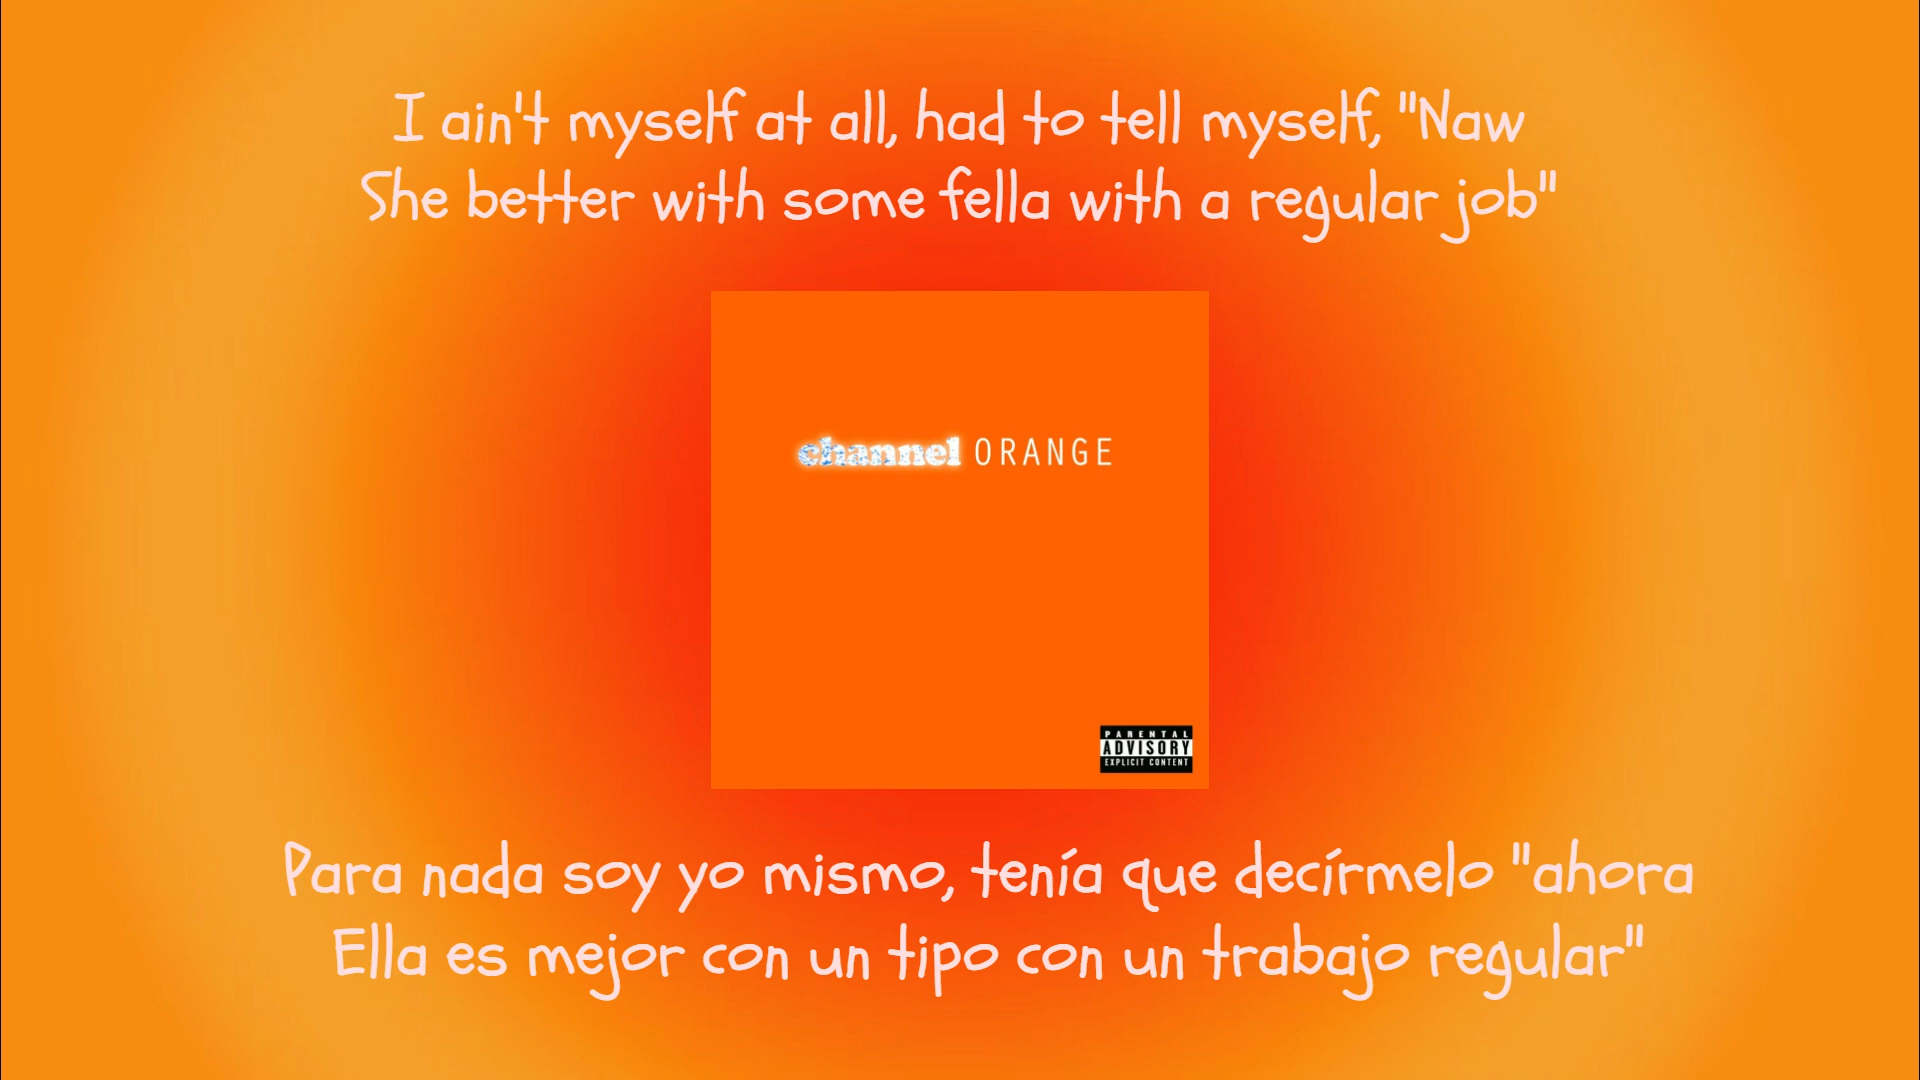 I ain't myself at all, had to tell myself, "Naw
She better with some fella with a regular job"
channel ORANGE
PARENTAL
ADVISORY
EXPLICIT CONTENT
Para nada soy yo mismo, tenía que decírmelo "ahora
Ella es mejor con un tipo con un trabajo regular"